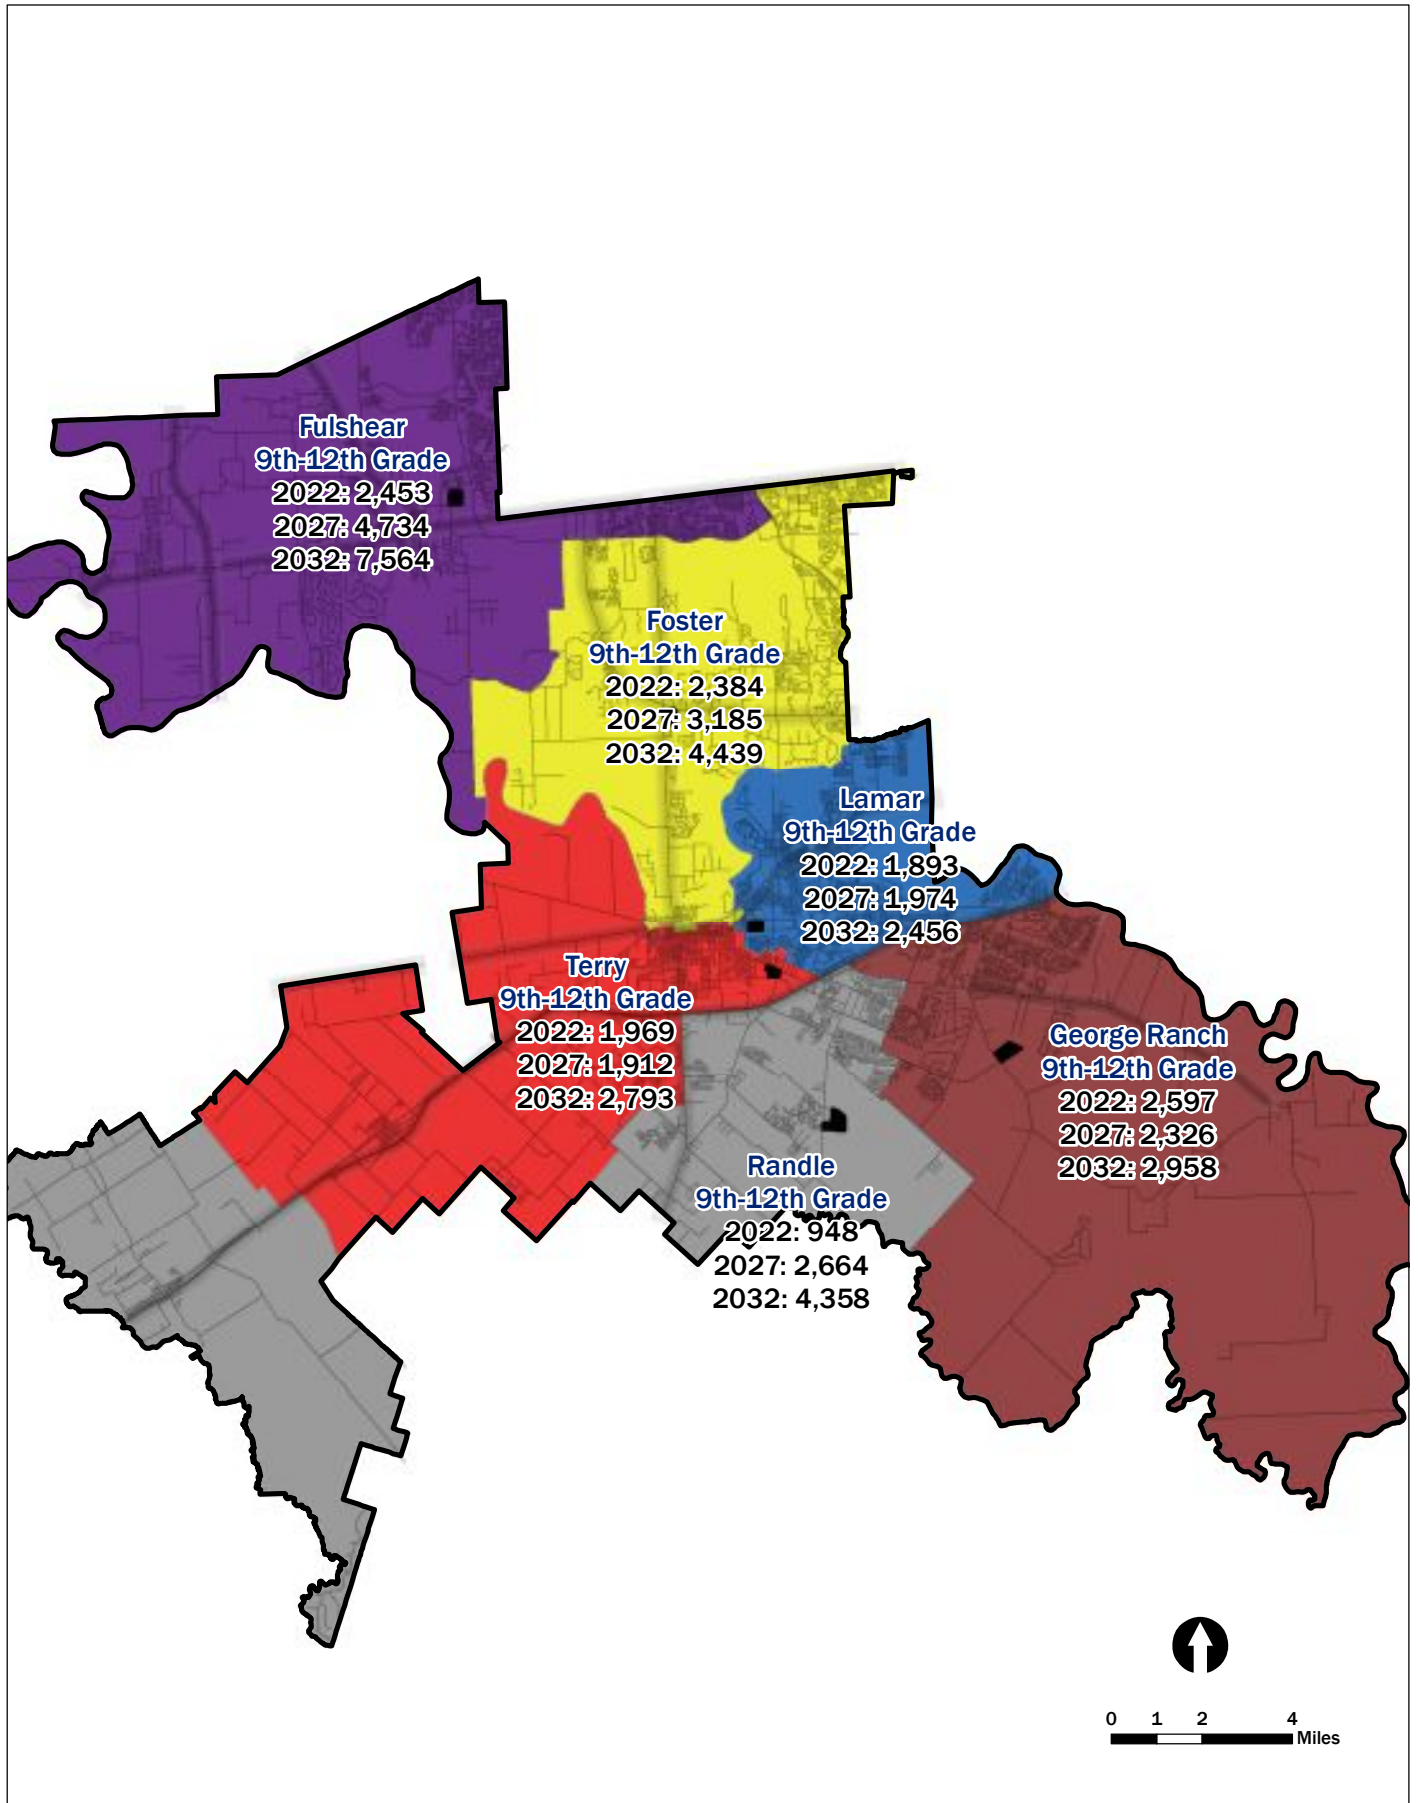 Fulshear
9th-12th Grade
2022: 2,453
2027: 4,734
2032: 7,564
Foster
9th-12th Grade
2022: 2,384
2027: 3,185
2032: 4,439
Lamar
9th-12th Grade
2022: 1,893
2027: 1,974
2032: 2,456
Terry
9th-12th Grade
2022: 1,969
2027: 1,912
2032: 2,793
George Ranch
9th-12th Grade
2022: 2,597
2027: 2,326
2032: 2,958
Randle
9th-12th Grade
2022: 948
2027: 2,664
2032: 4,358
0 1 2 4
Miles